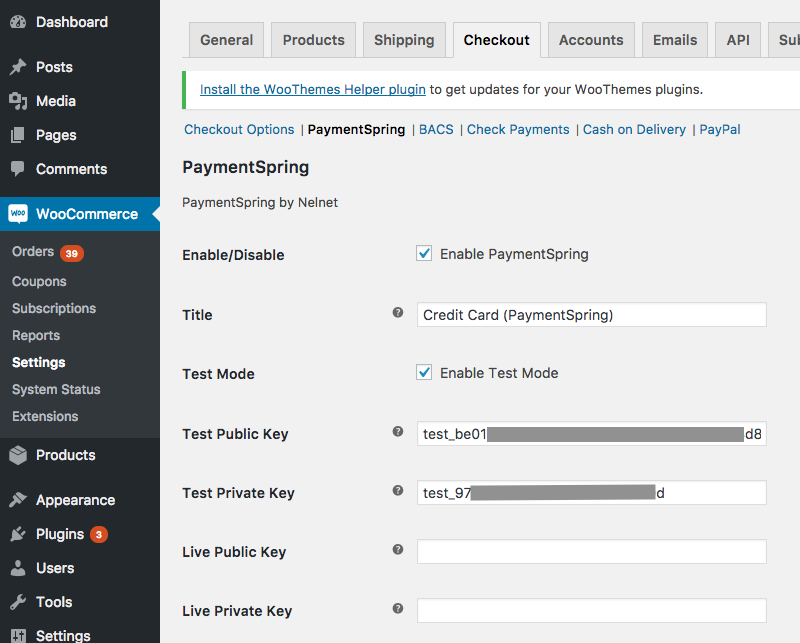 Dashboard
Posts
Media
Pages
Comments
WOO WooCommerce
Orders 39
Coupons
Subscriptions
Reports
Settings
System Status
Extensions
Products
Appearance
Plugins 3
Users
Tools
Settings
General Products Shipping Checkout Accounts Emails API Sub
Install the WooThemes Helper plugin to get updates for your WooThemes plugins.
Checkout Options | PaymentSpring | BACS | Check Payments | Cash on Delivery | PayPal
PaymentSpring
PaymentSpring by Nelnet
Enable/Disable Enable PaymentSpring
Title ? Credit Card (PaymentSpring)
Test Mode Enable Test Mode
Test Public Key ? test_be01 d8
Test Private Key ? test_97 d
Live Public Key ?
Live Private Key ?